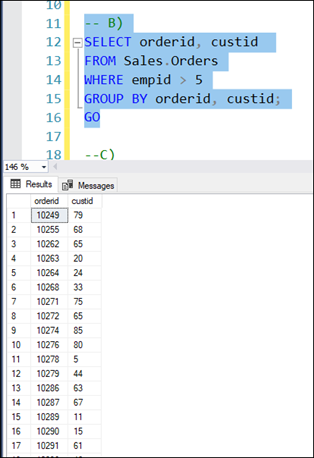 10
11 -- B)
12 SELECT orderid, custid
13 FROM Sales.Orders
14 WHERE empid > 5
15 GROUP BY orderid, custid;
16 GO
17
18 --C)
146 %
Results Messages
orderid custid
1 10249 79
2 10255 68
3 10262 65
4 10263 20
5 10264 24
6 10268 33
7 10271 75
8 10272 65
9 10274 85
10 10276 80
11 10278 5
12 10279 44
13 10286 63
14 10287 67
15 10289 11
16 10290 15
17 10291 61